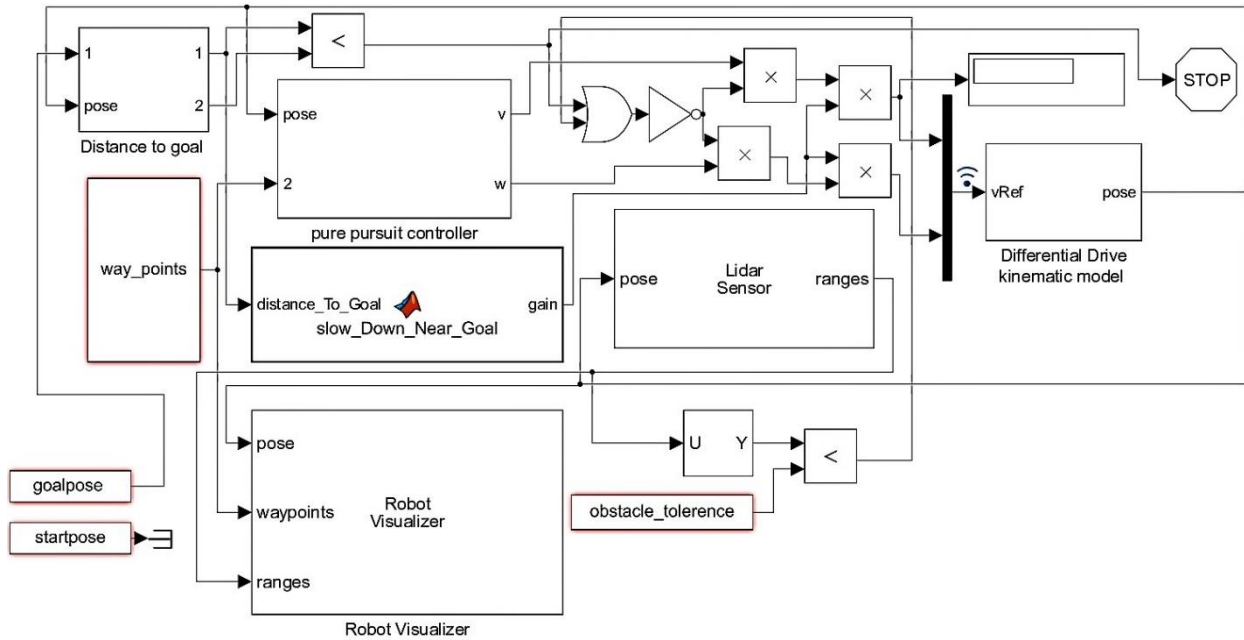 1
pose
1
2
Distance to goal
<
pose
2
v
w
pure pursuit controller
×
×
×
×
STOP
vRef
pose
Differential Drive
kinematic model
way_points
distance_To_Goal
gain
slow_Down_Near_Goal
pose
Lidar
Sensor
ranges
goalpose
startpose
pose
waypoints
ranges
Robot
Visualizer
Robot Visualizer
U
Y
<
obstacle_tolerence